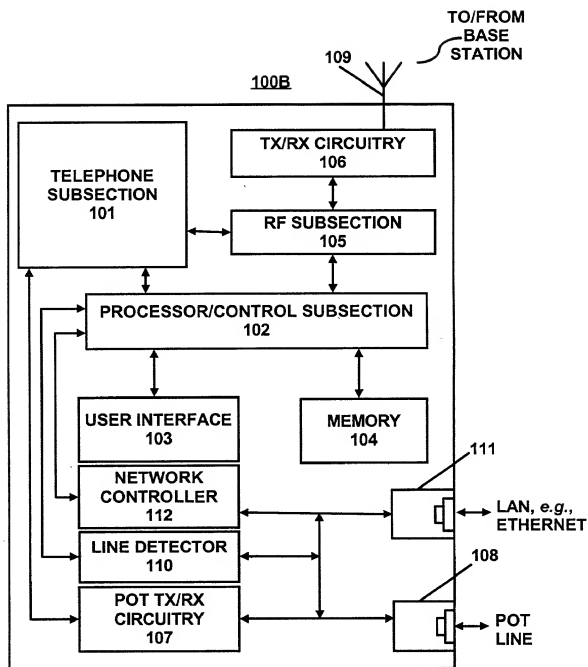 TO/FROM
BASE
STATION
109
100B
TX/RX CIRCUITRY
106
TELEPHONE
SUBSECTION
101
RF SUBSECTION
105
PROCESSOR/CONTROL SUBSECTION
102
USER INTERFACE
103
MEMORY
104
111
NETWORK
CONTROLLER
112
LAN, e.g.,
ETHERNET
LINE DETECTOR
110
108
POT TX/RX
CIRCUITRY
107
POT
LINE